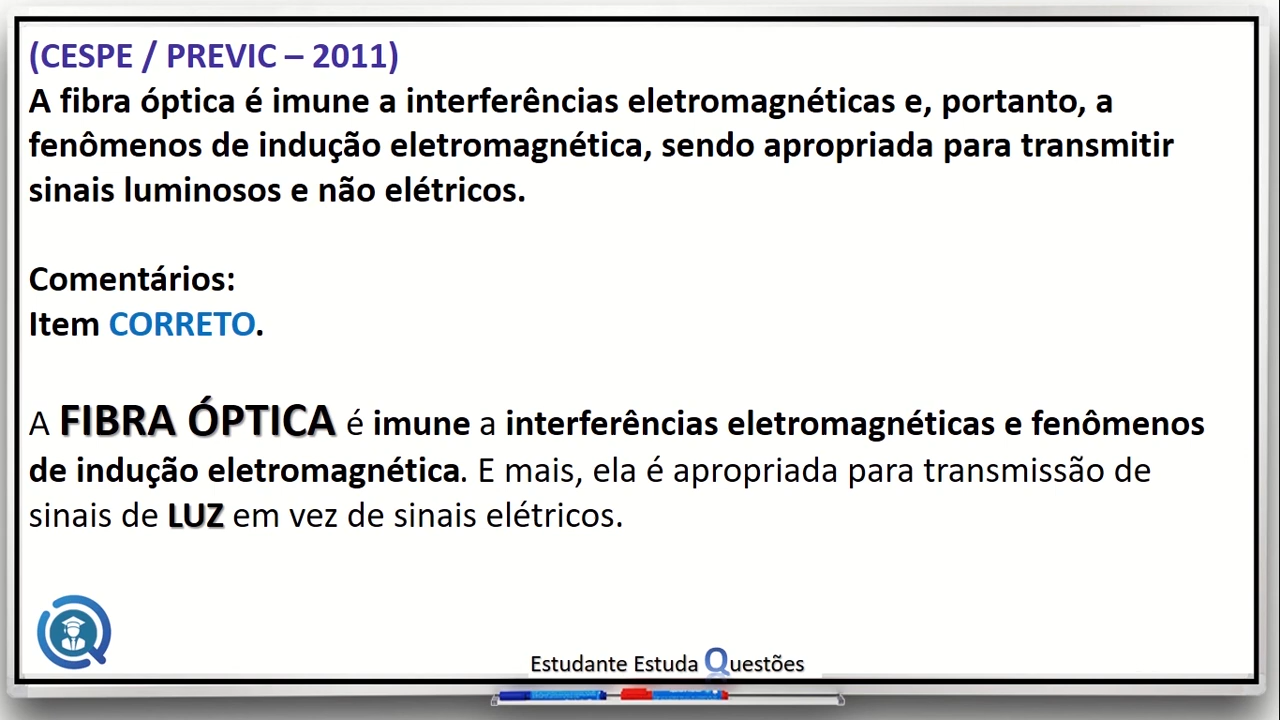 (CESPE / PREVIC – 2011)
A fibra óptica é imune a interferências eletromagnéticas e, portanto, a
fenômenos de indução eletromagnética, sendo apropriada para transmitir
sinais luminosos e não elétricos.
Comentários:
Item CORRETO.
A FIBRA ÓPTICA é imune a interferências eletromagnéticas e fenômenos
de indução eletromagnética. E mais, ela é apropriada para transmissão de
sinais de LUZ em vez de sinais elétricos.
Estudante Estuda Questões